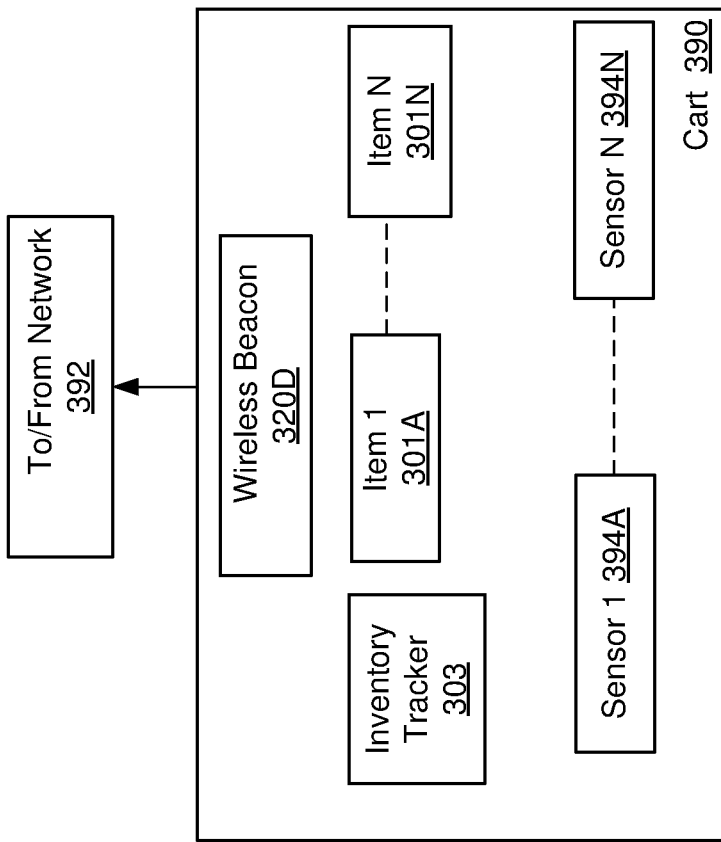 To/From Network
392
Wireless Beacon
320D
Inventory
Tracker
303
Item 1
301A
Item N
301N
Sensor 1 394A
Sensor N 394N
Cart 390